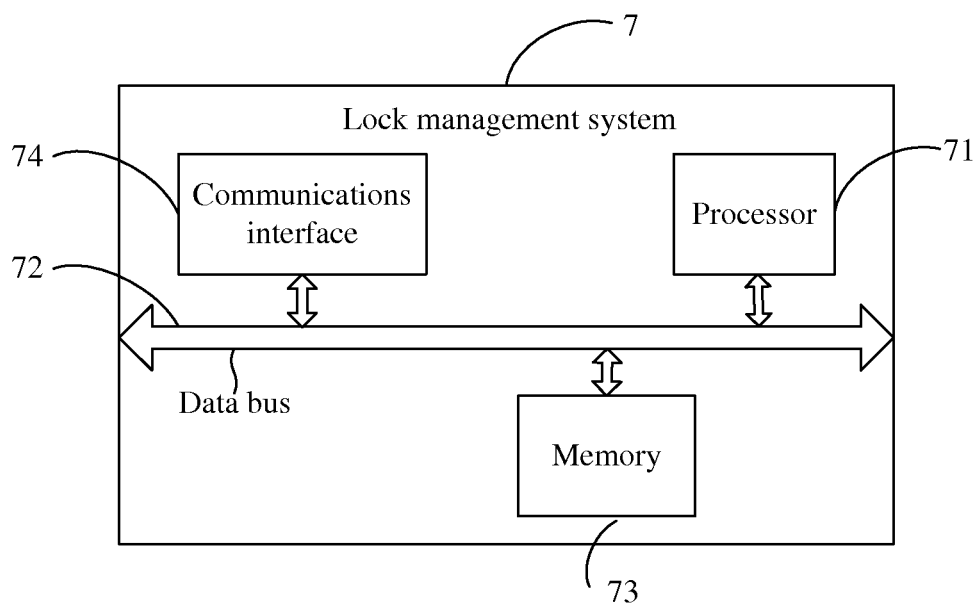 7
Lock management system
74
71
Communications
interface
Processor
72
Data bus
Memory
73